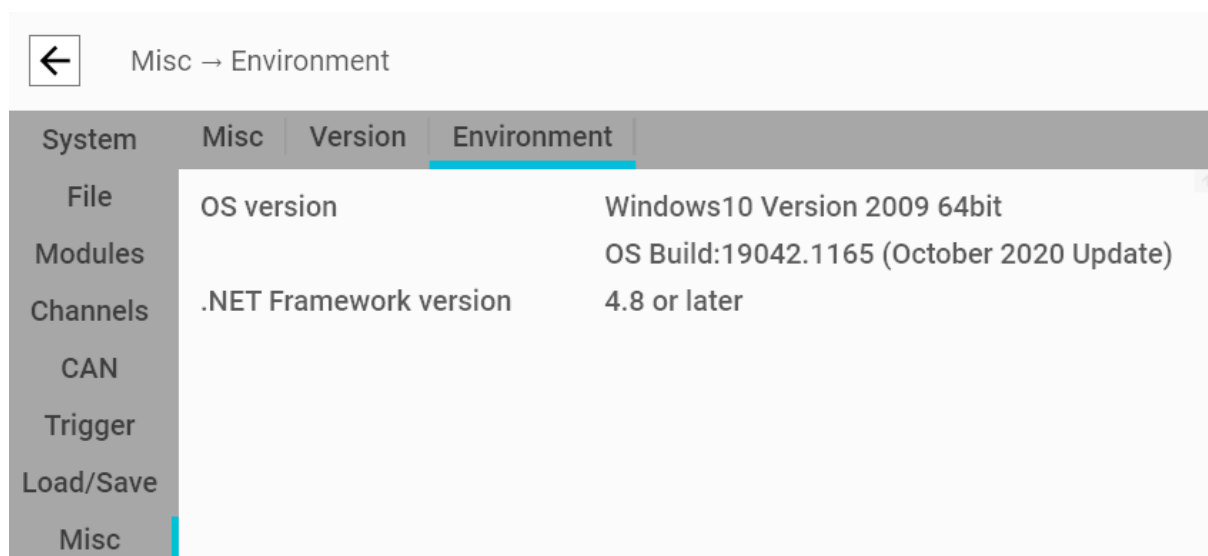 Misc → Environment
System
Misc
Version
Environment
File
OS version
Windows10 Version 2009 64bit
Modules
OS Build:19042.1165 (October 2020 Update)
Channels
.NET Framework version
4.8 or later
CAN
Trigger
Load/Save
Misc